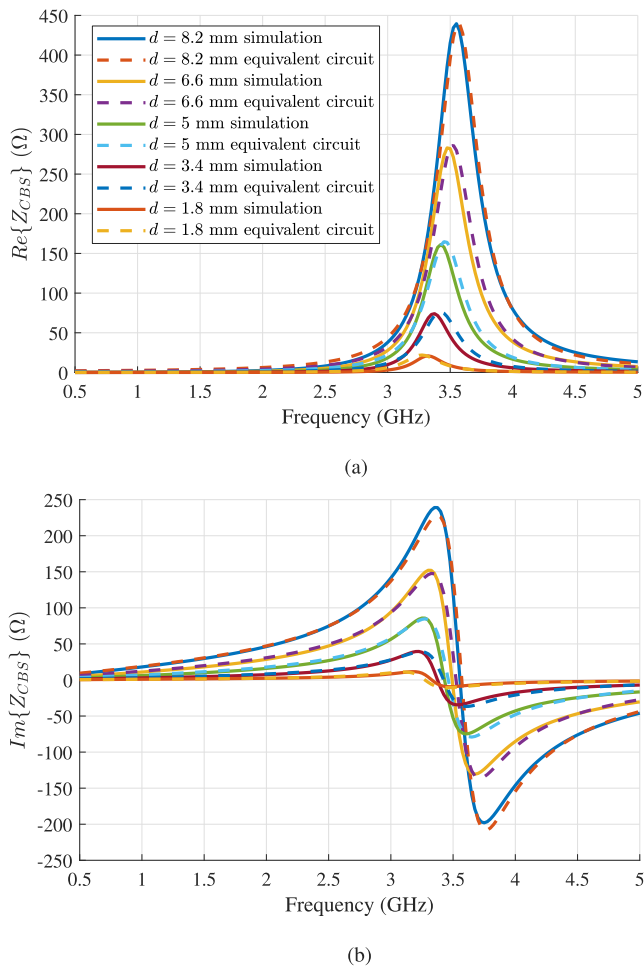 450
400
350
300
250
200
150
100
50
0
Re{Z_CBS} (Ω)
d = 8.2 mm simulation
d = 8.2 mm equivalent circuit
d = 6.6 mm simulation
d = 6.6 mm equivalent circuit
d = 5 mm simulation
d = 5 mm equivalent circuit
d = 3.4 mm simulation
d = 3.4 mm equivalent circuit
d = 1.8 mm simulation
d = 1.8 mm equivalent circuit
0.5 1 1.5 2 2.5 3 3.5 4 4.5 5
Frequency (GHz)
(a)
250
200
150
100
50
0
-50
-100
-150
-200
-250
Im{Z_CBS} (Ω)
0.5 1 1.5 2 2.5 3 3.5 4 4.5 5
Frequency (GHz)
(b)